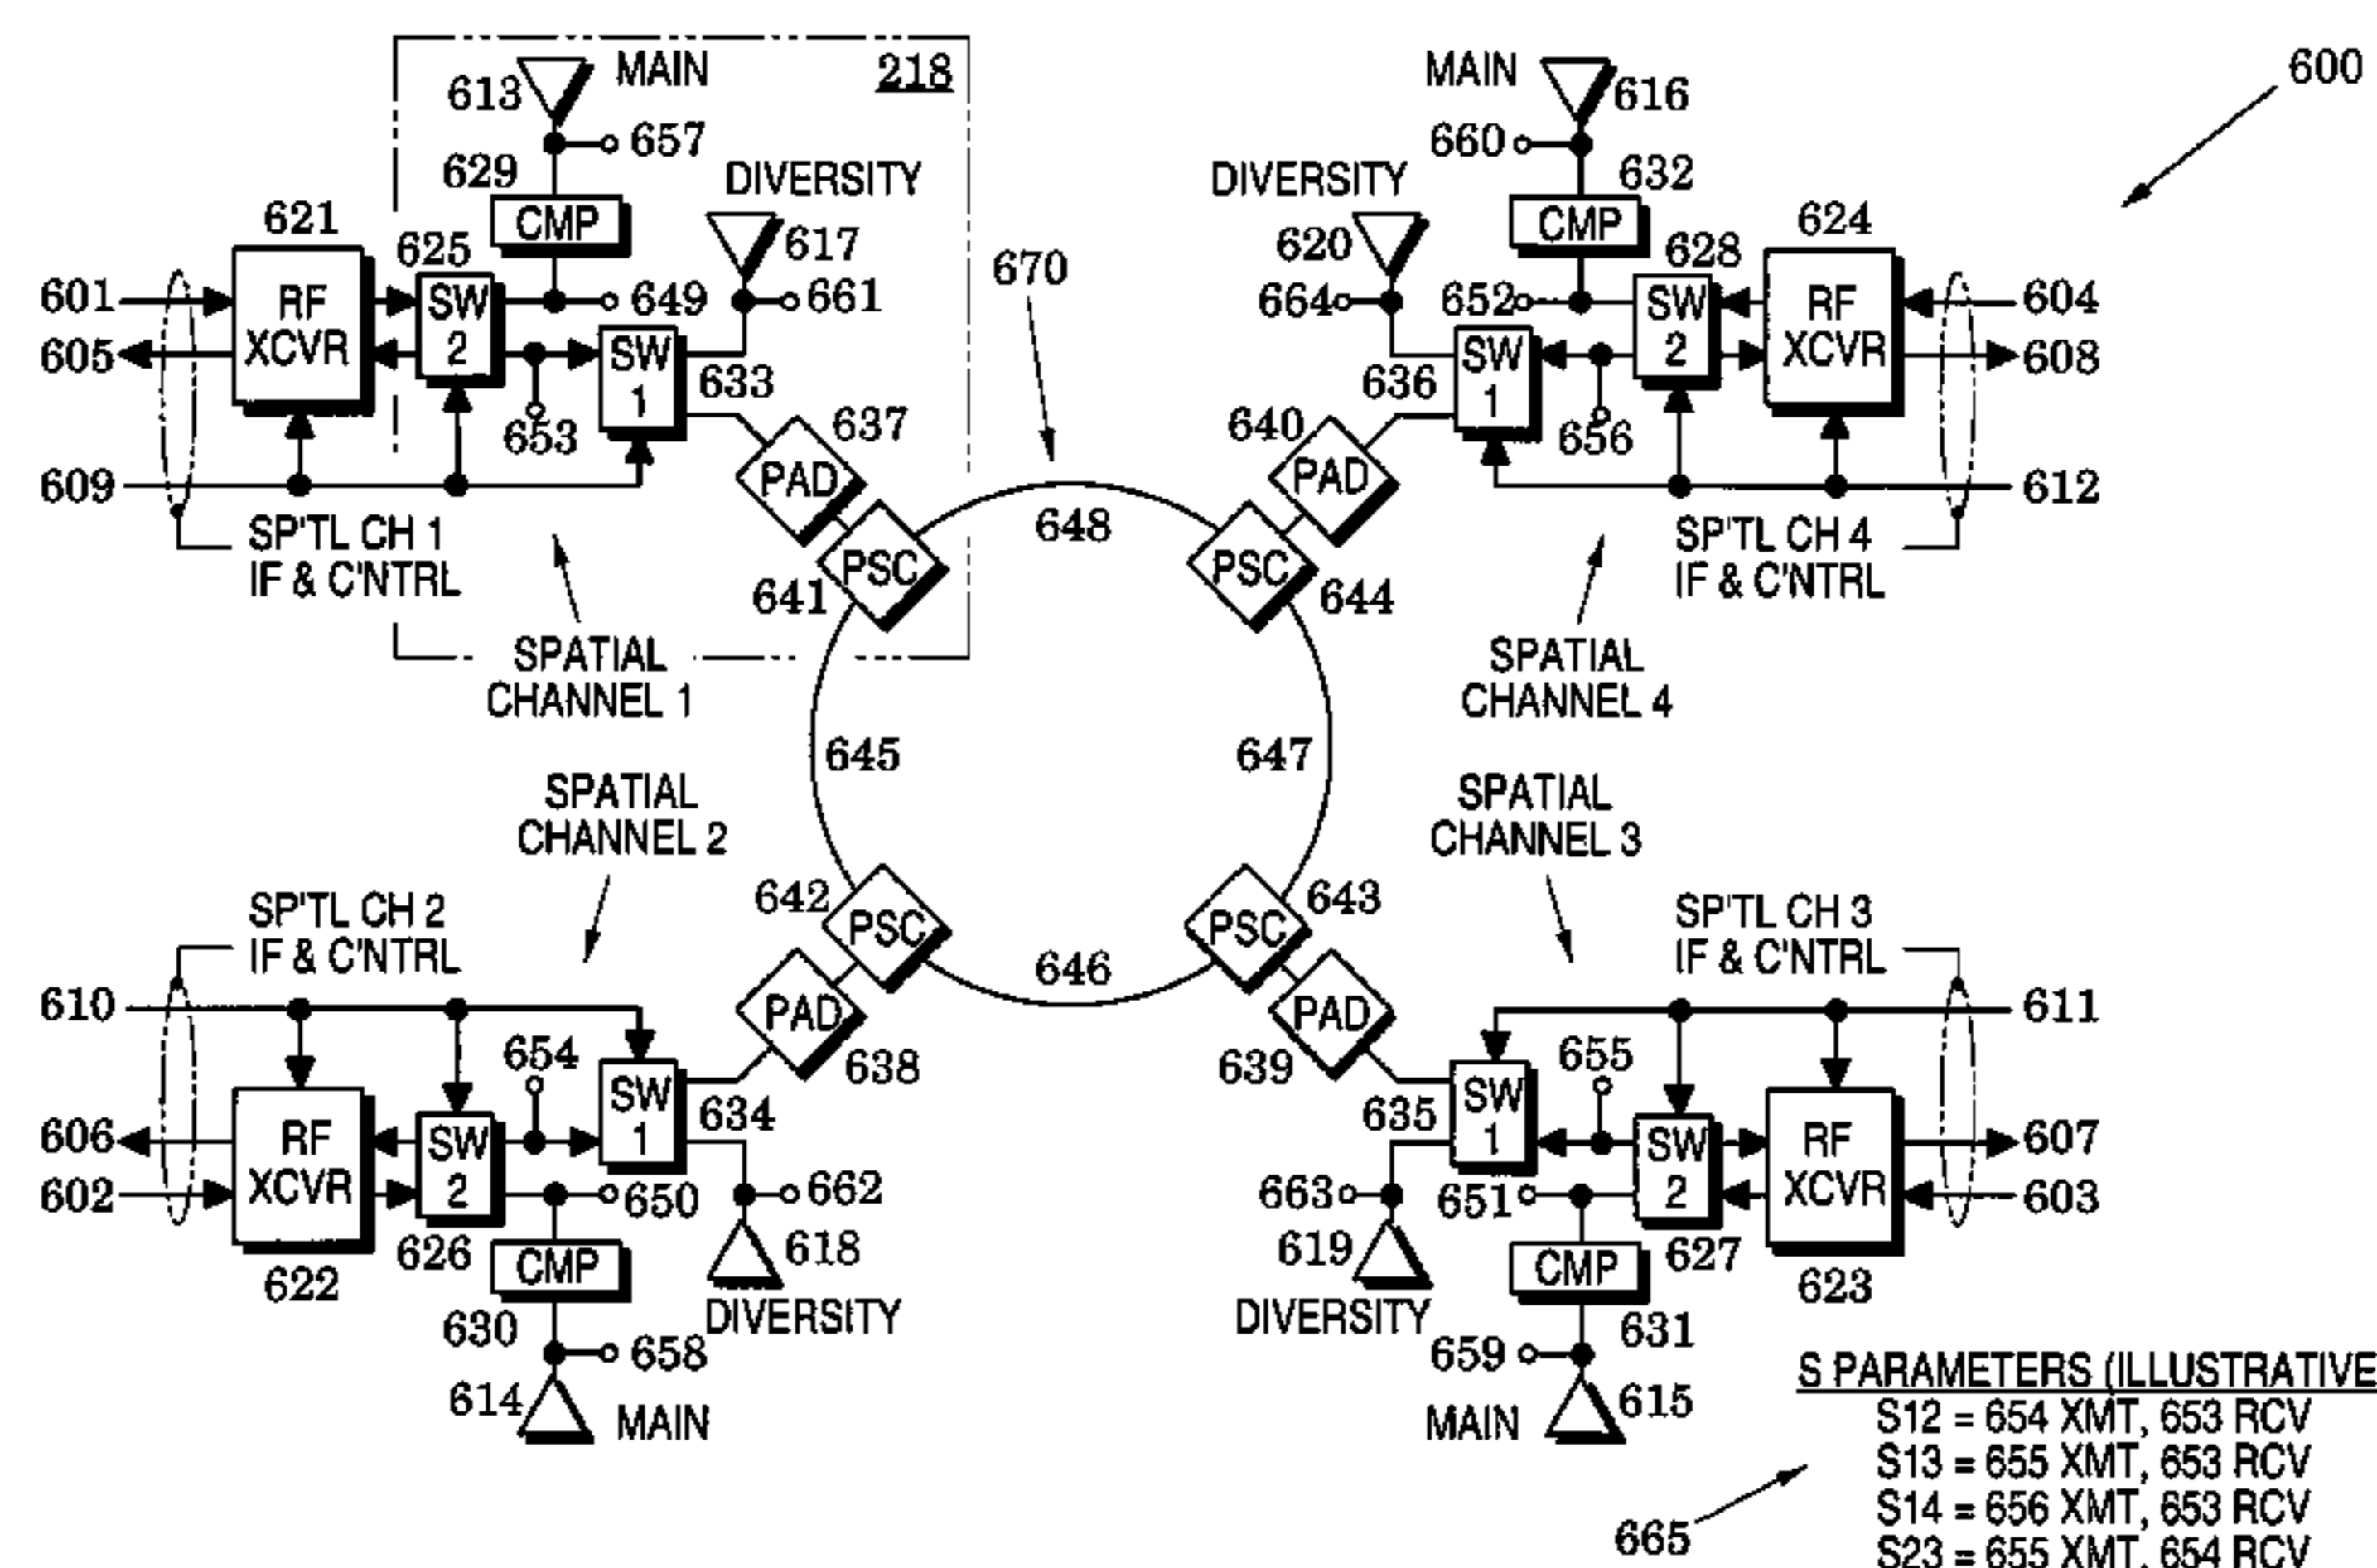 218
600
613
MAIN
657
629
CMP
DIVERSITY
617
661
621
625
RF
XCVR
SW
2
649
601
605
609
653
SW
1
633
637
PAD
PSC
641
SP'TL CH 1
IF & C'NTRL
SPATIAL
CHANNEL 1
670
648
MAIN
616
660
632
CMP
DIVERSITY
620
664
652
628
624
SW
2
RF
XCVR
604
608
612
656
SW
1
636
640
PAD
PSC
644
SP'TL CH 4
IF & C'NTRL
SPATIAL
CHANNEL 4
645
647
646
SPATIAL
CHANNEL 2
SP'TL CH 2
IF & C'NTRL
610
606
602
RF
XCVR
622
SW
2
626
654
SW
1
634
PAD
638
642
PSC
650
662
618
DIVERSITY
CMP
630
658
614
MAIN
SPATIAL
CHANNEL 3
SP'TL CH 3
IF & C'NTRL
643
PSC
PAD
639
611
607
603
655
SW
1
635
SW
2
627
RF
XCVR
623
663
651
619
DIVERSITY
CMP
631
659
615
MAIN
S PARAMETERS (ILLUSTRATIVE
S12 = 654 XMT, 653 RCV
S13 = 655 XMT, 653 RCV
S14 = 656 XMT, 653 RCV
S23 = 655 XMT, 654 RCV
665